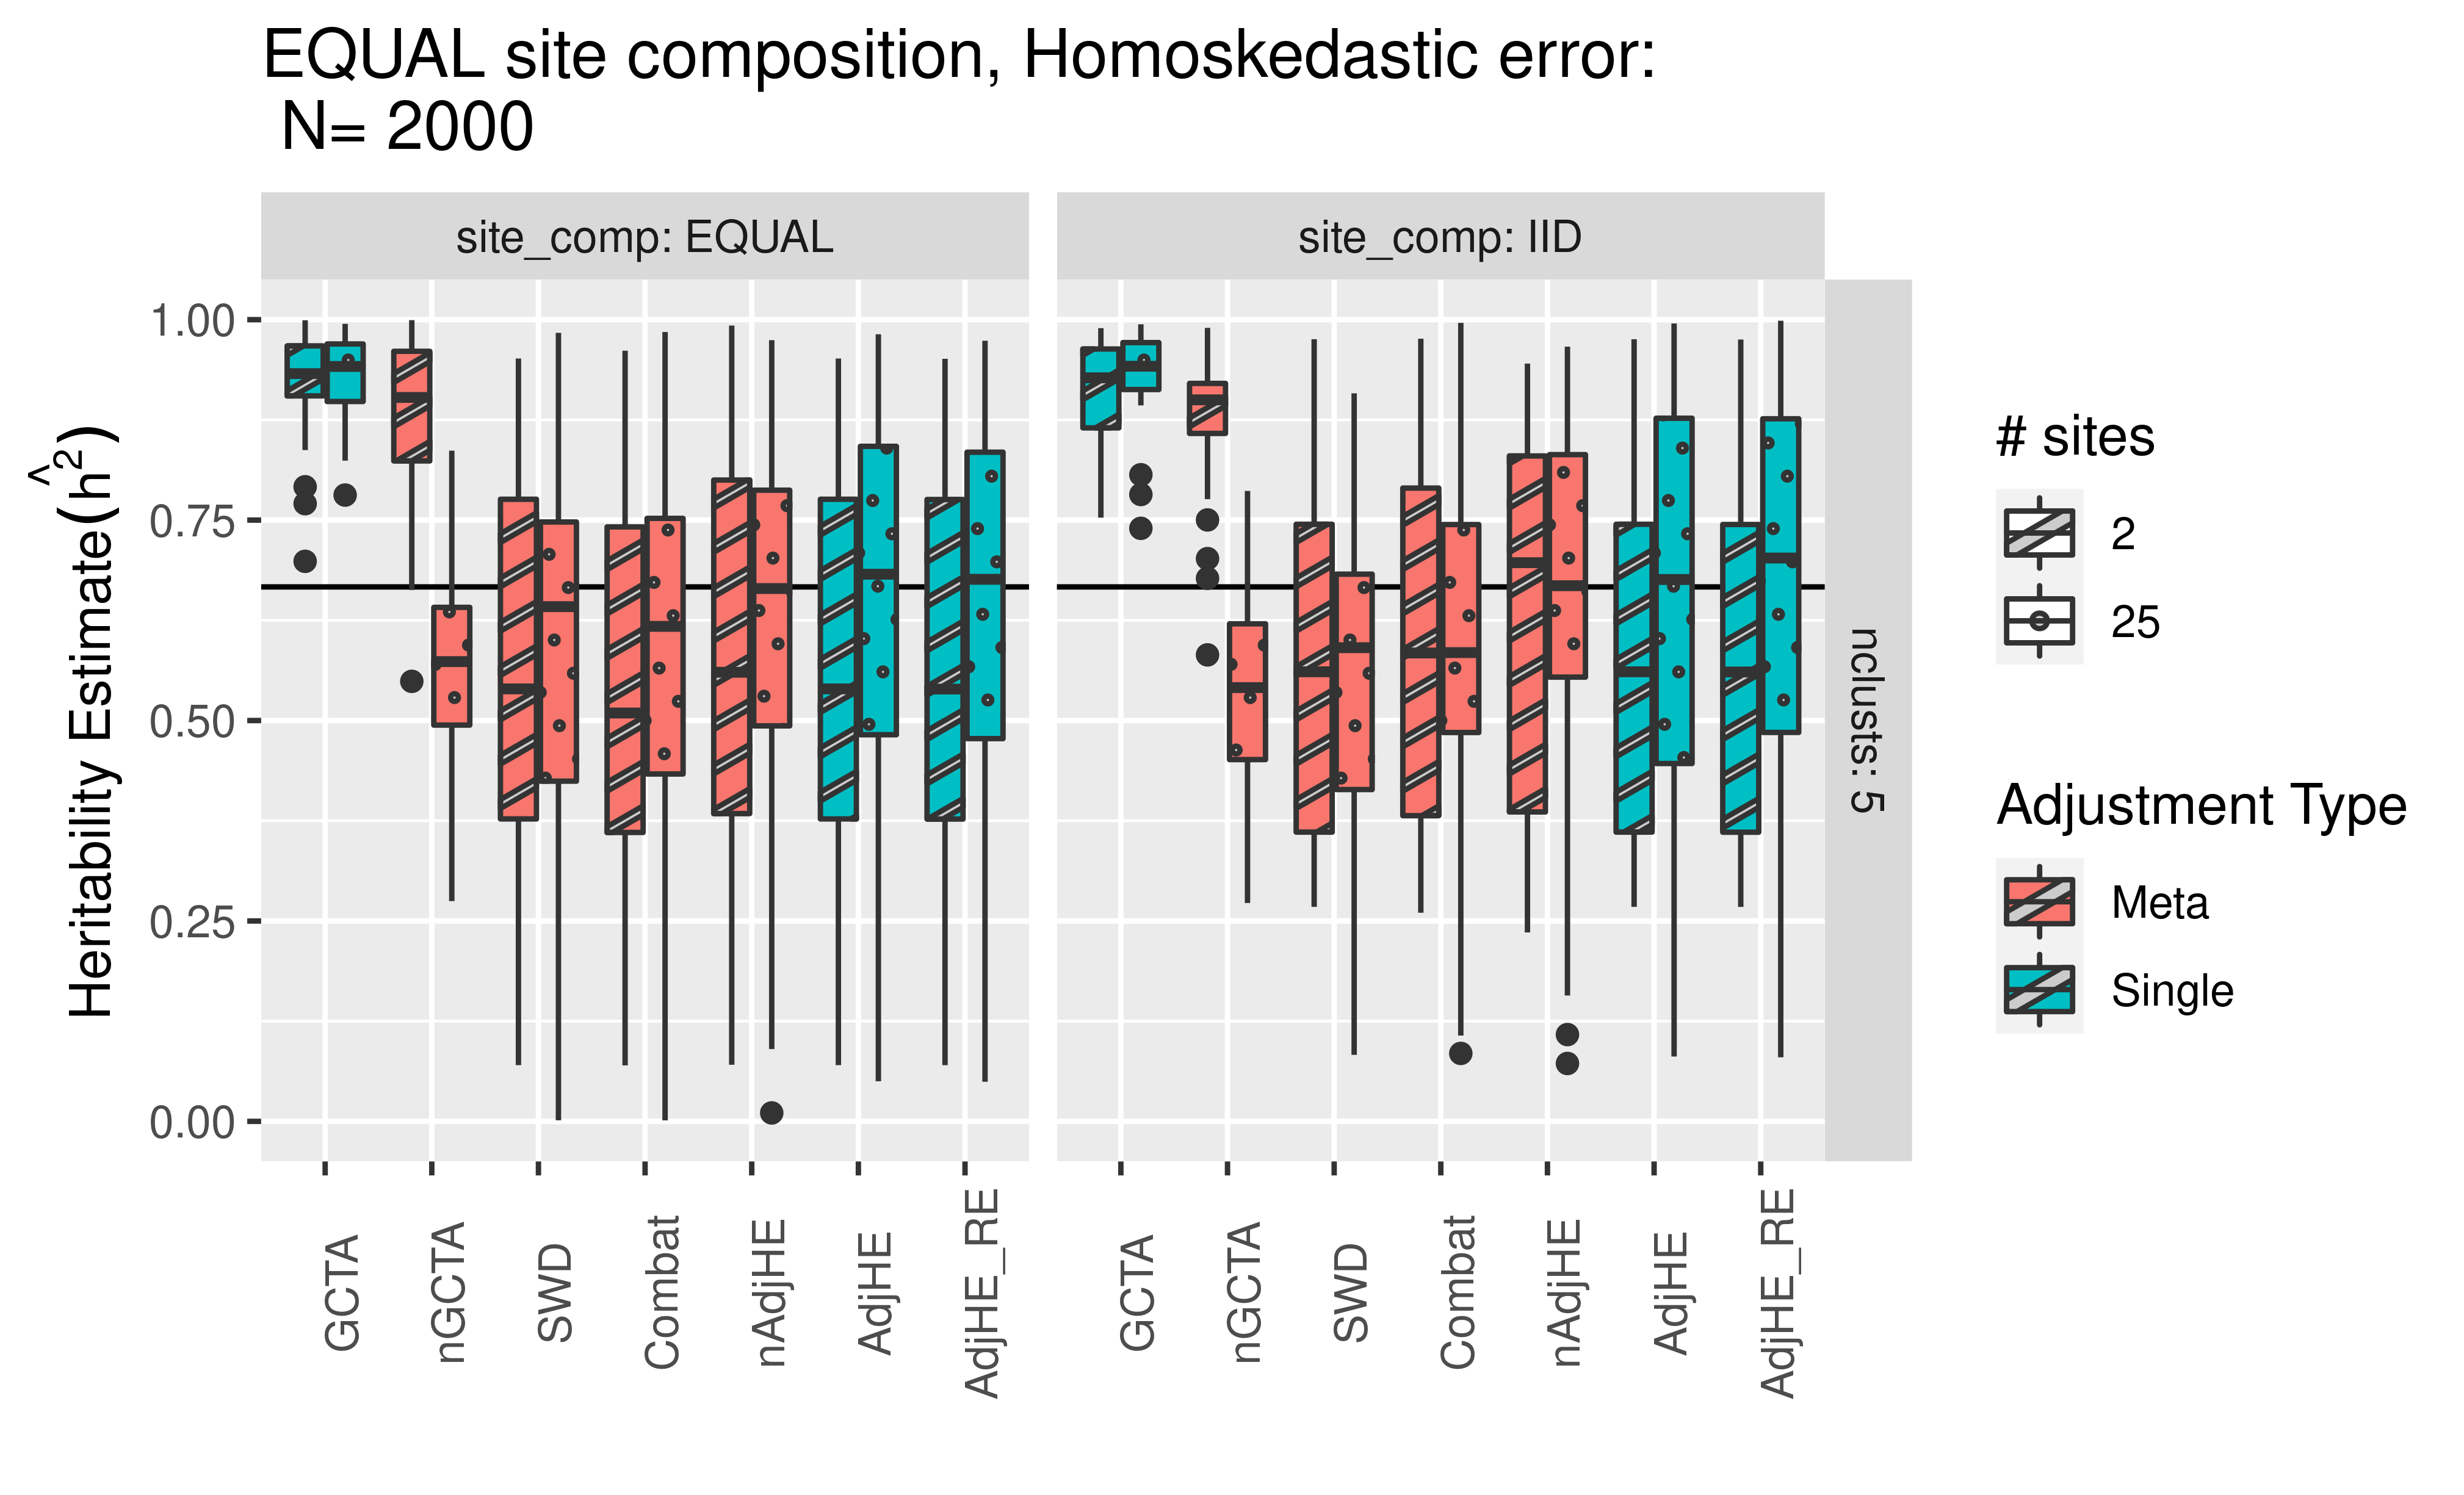 EQUAL site composition, Homoskedastic error:
N= 2000
site_comp: EQUAL
site_comp: IID
nclusts: 5
Heritability Estimate(ĥ²)
1.00
0.75
0.50
0.25
0.00
GCTA
nGCTA
SWD
Combat
nAdjHE
AdjHE
AdjHE_RE
GCTA
nGCTA
SWD
Combat
nAdjHE
AdjHE
AdjHE_RE
# sites
2
25
Adjustment Type
Meta
Single